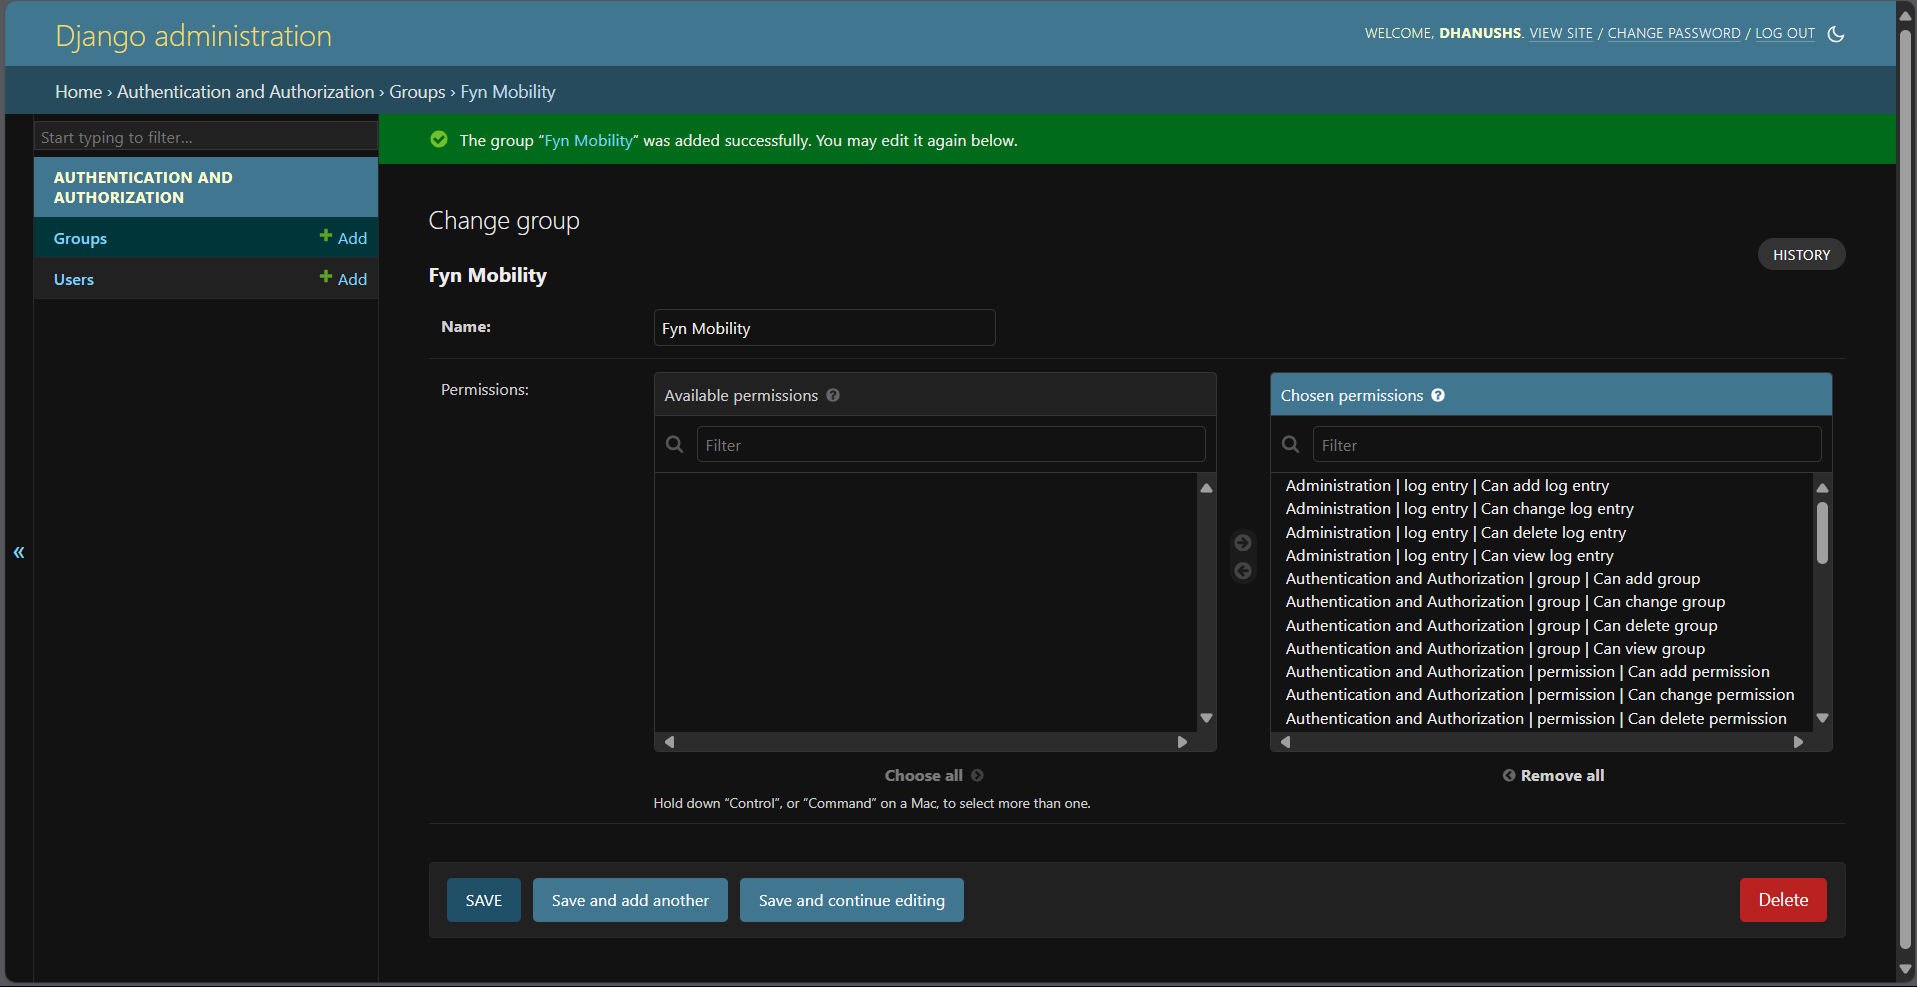 Django administration
WELCOME, DHANUSHS. VIEW SITE / CHANGE PASSWORD / LOG OUT
Home › Authentication and Authorization › Groups › Fyn Mobility
Start typing to filter...
AUTHENTICATION AND
AUTHORIZATION
Groups
Add
Users
Add
«
The group “Fyn Mobility” was added successfully. You may edit it again below.
Change group
HISTORY
Fyn Mobility
Name:
Fyn Mobility
Permissions:
Available permissions ?
Filter
Choose all
Hold down “Control”, or “Command” on a Mac, to select more than one.
Chosen permissions ?
Filter
Administration | log entry | Can add log entry
Administration | log entry | Can change log entry
Administration | log entry | Can delete log entry
Administration | log entry | Can view log entry
Authentication and Authorization | group | Can add group
Authentication and Authorization | group | Can change group
Authentication and Authorization | group | Can delete group
Authentication and Authorization | group | Can view group
Authentication and Authorization | permission | Can add permission
Authentication and Authorization | permission | Can change permission
Authentication and Authorization | permission | Can delete permission
Remove all
SAVE
Save and add another
Save and continue editing
Delete